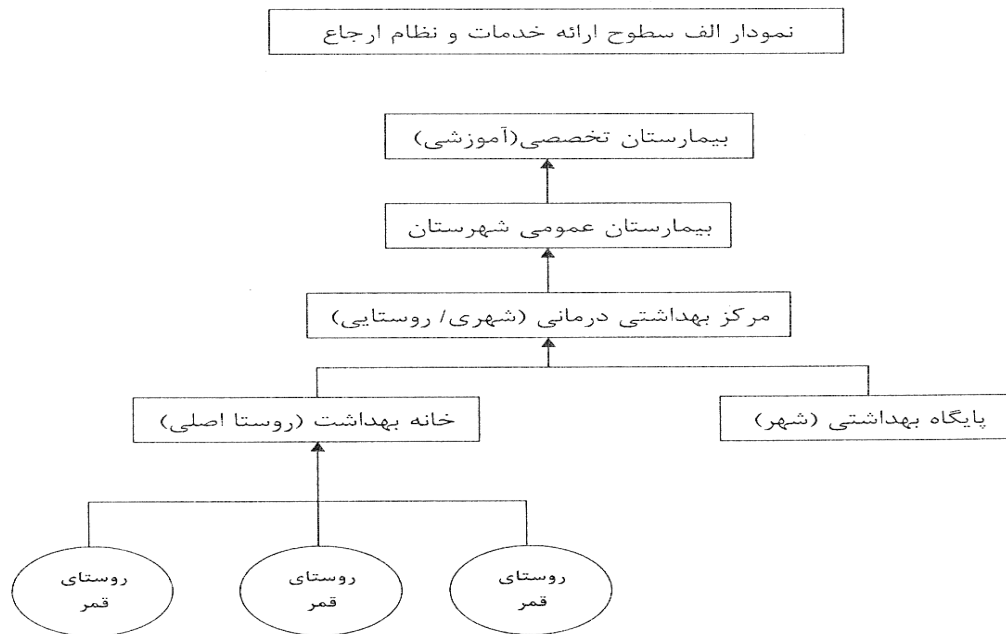 نمودار الف سطوح ارائه خدمات و نظام ارجاع
بیمارستان تخصصی(آموزشی)
بیمارستان عمومی شهرستان
مرکز بهداشتی درمانی (شهری/ روستایی)
خانه بهداشت (روستا اصلی)
پایگاه بهداشتی (شهر)
روستای
قمر
روستای
قمر
روستای
قمر